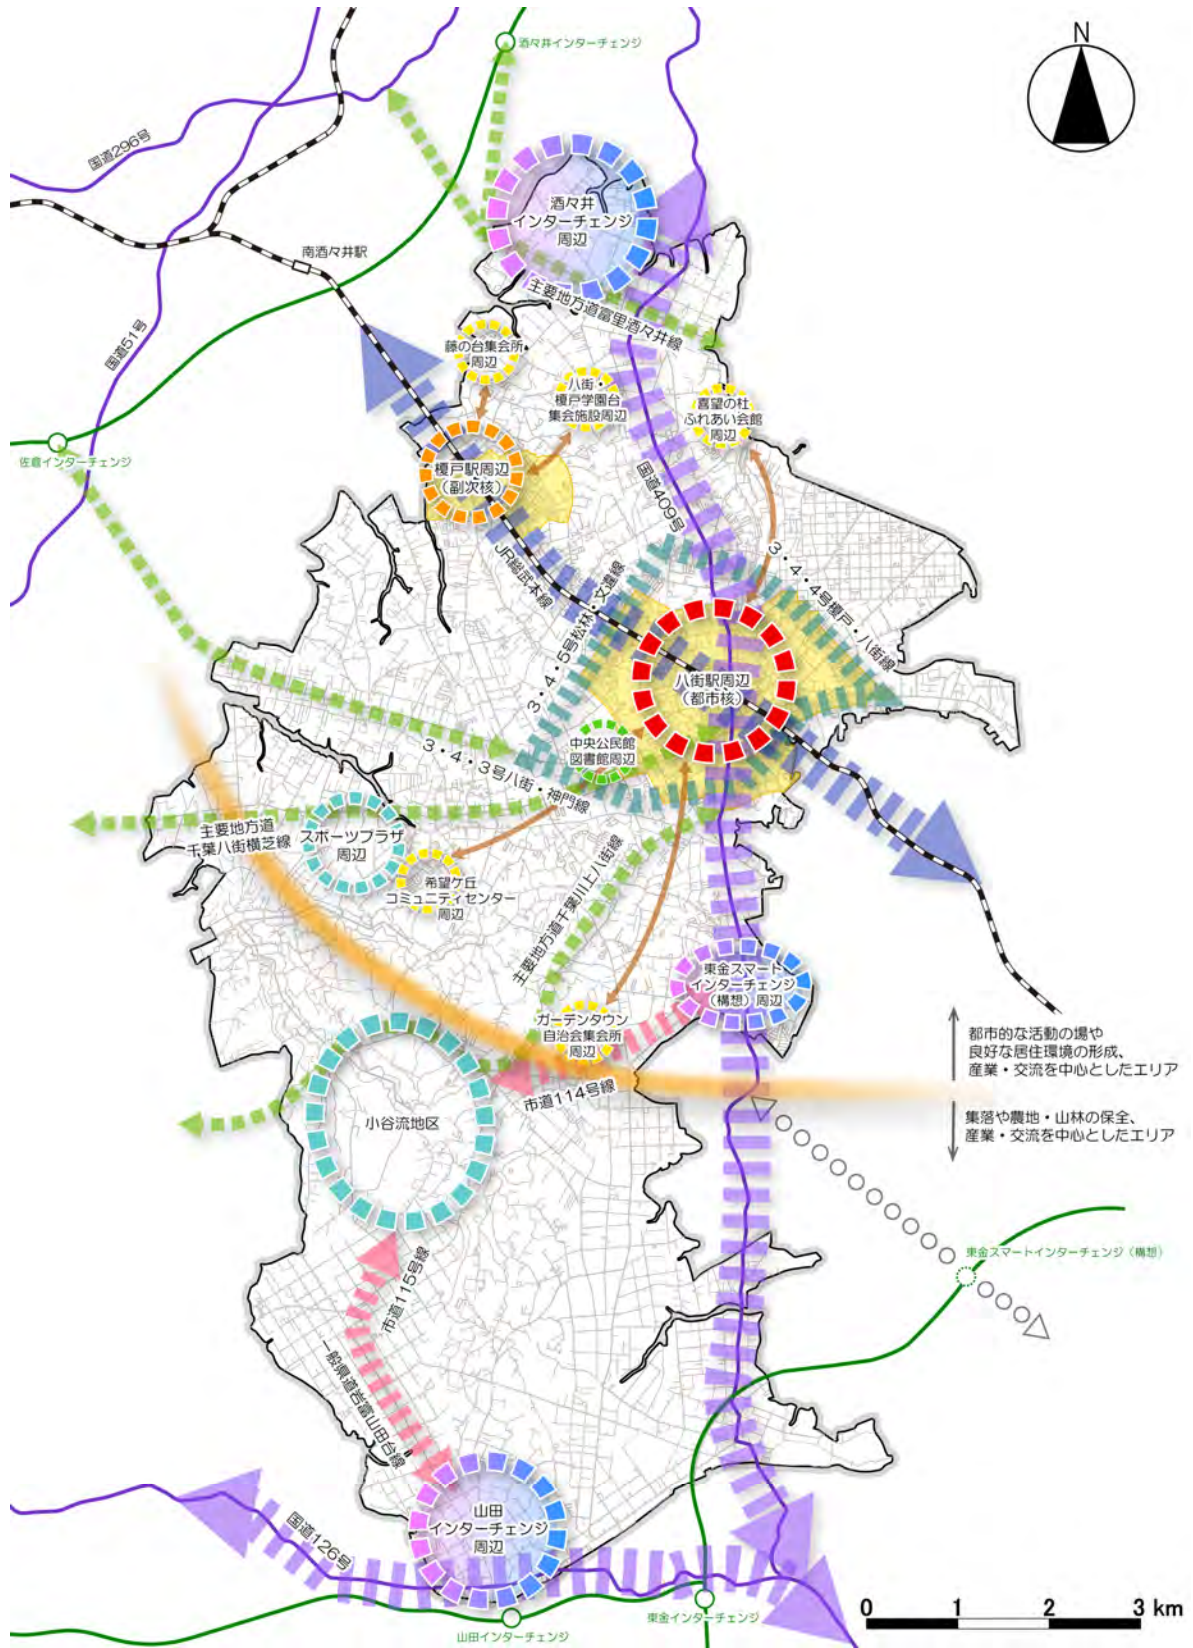 N
酒々井インターチェンジ
国道296号
酒々井
インターチェンジ
周辺
南酒々井駅
主要地方道富里酒々井線
国道51号
藤の台集会所
周辺
八街・
榎戸学園台
集会施設周辺
喜望の杜
ふれあい会館
周辺
佐倉インターチェンジ
榎戸駅周辺
(副次核)
国道409号
JR総武本線
3・4・5号松林・文違線
3・4・4号榎戸・八街線
八街駅周辺
(都市核)
中央公民館
図書館周辺
3・4・3号八街・神門線
主要地方道
千葉八街横芝線
スポーツプラザ
周辺
希望ケ丘
コミュニティセンター
周辺
主要地方道千葉川上八街線
東金スマート
インターチェンジ
(構想)周辺
ガーデンタウン
自治会集会所
周辺
都市的な活動の場や
良好な居住環境の形成、
産業・交流を中心としたエリア
市道114号線
集落や農地・山林の保全、
産業・交流を中心としたエリア
小谷流地区
東金スマートインターチェンジ(構想)
市道115号線
一般県道岩富山田台線
山田
インターチェンジ
周辺
国道126号
東金インターチェンジ
山田インターチェンジ
0 1 2 3 km